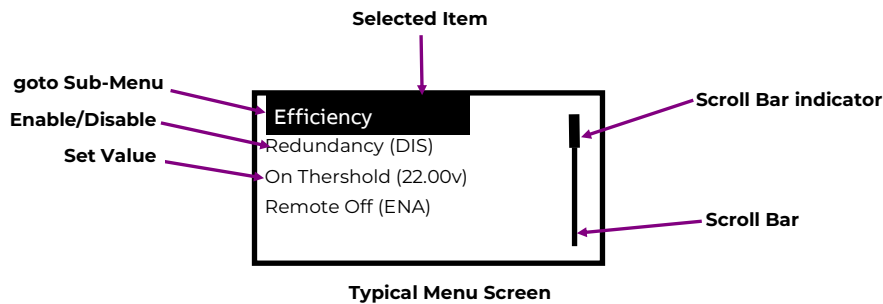 Selected Item
goto Sub-Menu
Enable/Disable
Set Value
Efficiency
Redundancy (DIS)
On Thershold (22.00v)
Remote Off (ENA)
Scroll Bar indicator
Scroll Bar
Typical Menu Screen